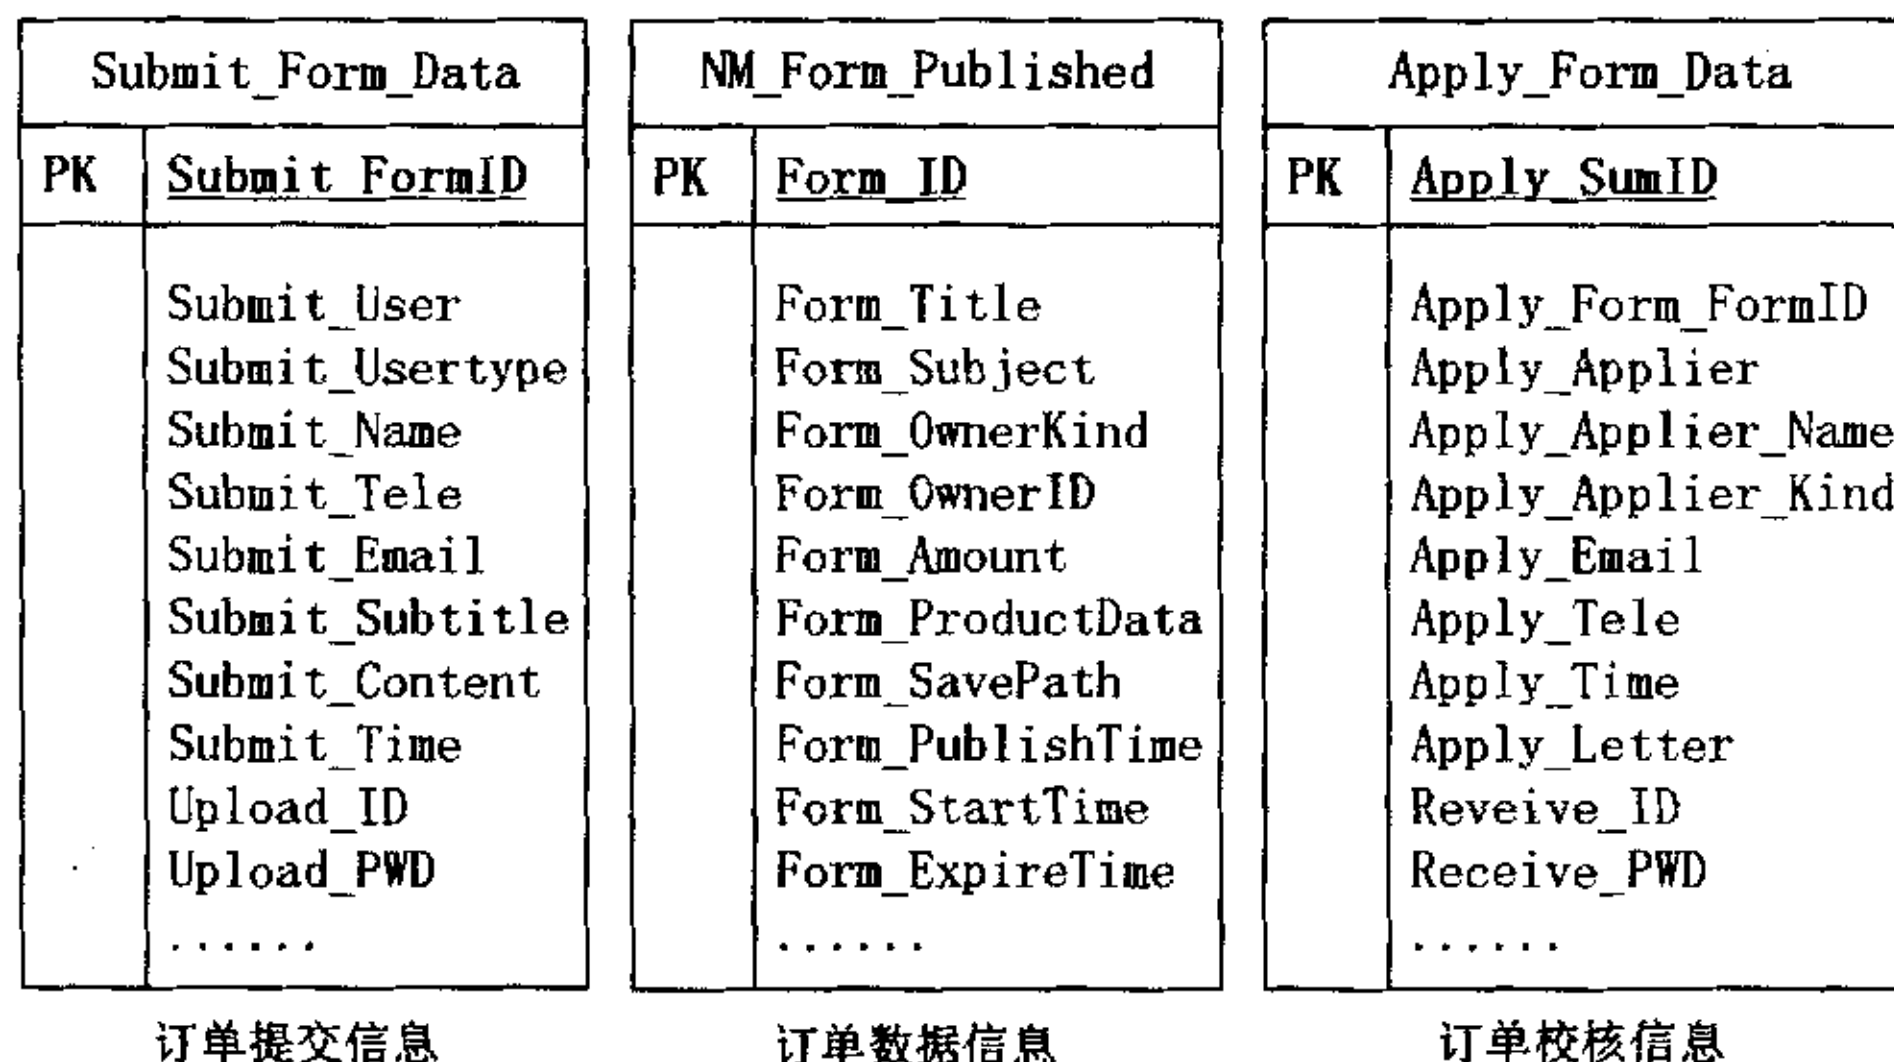 Submit_Form_Data
PK Submit_FormID
Submit_User
Submit_Usertype
Submit_Name
Submit_Tele
Submit_Email
Submit_Subtitle
Submit_Content
Submit_Time
Upload_ID
Upload_PWD
......
订单提交信息
NM_Form_Published
PK Form_ID
Form_Title
Form_Subject
Form_OwnerKind
Form_OwnerID
Form_Amount
Form_ProductData
Form_SavePath
Form_PublishTime
Form_StartTime
Form_ExpireTime
......
订单数据信息
Apply_Form_Data
PK Apply_SumID
Apply_Form_FormID
Apply_Applier
Apply_Applier_Name
Apply_Applier_Kind
Apply_Email
Apply_Tele
Apply_Time
Apply_Letter
Reveive_ID
Receive_PWD
......
订单校核信息